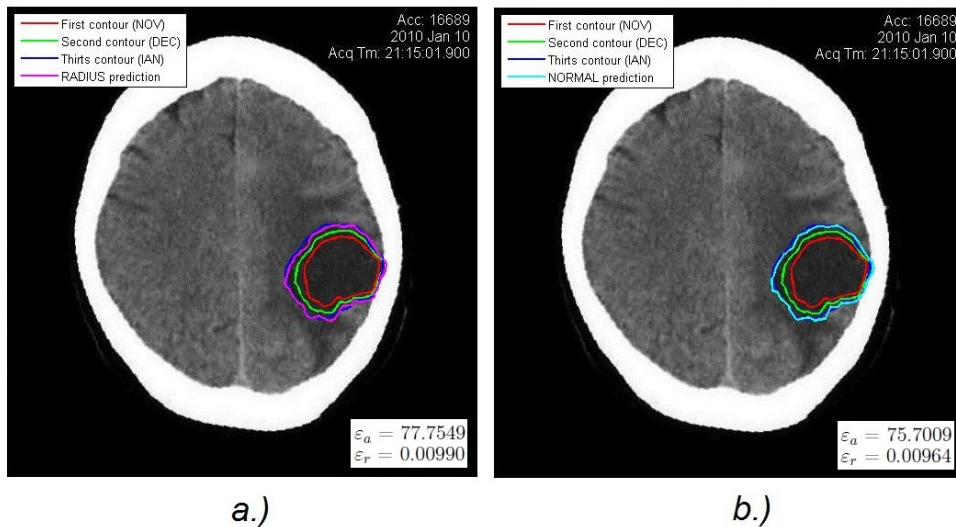 First contour (NOV)
Second contour (DEC)
Thirts contour (IAN)
RADIUS prediction
Acc: 16689
2010 Jan 10
Acq Tm: 21:15:01.900
εₐ = 77.7549
εᵣ = 0.00990
a.)
First contour (NOV)
Second contour (DEC)
Thirts contour (IAN)
NORMAL prediction
Acc: 16689
2010 Jan 10
Acq Tm: 21:15:01.900
εₐ = 75.7009
εᵣ = 0.00964
b.)